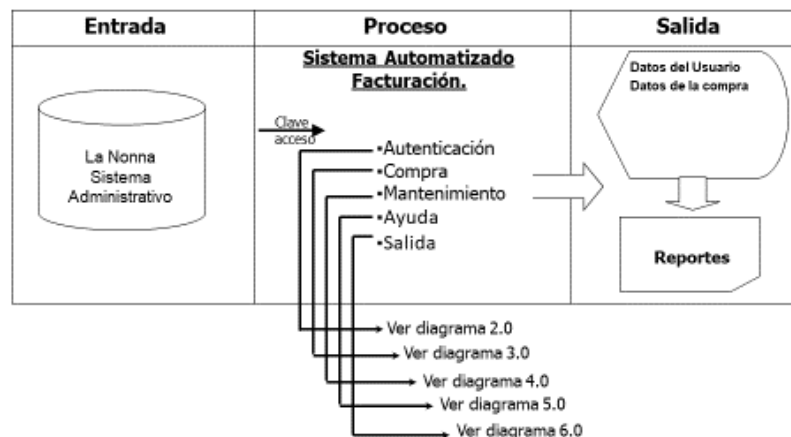 Entrada
Proceso
Salida
La Nonna
Sistema
Administrativo
Sistema Automatizado
Facturación.
Clave
acceso
•Autenticación
•Compra
•Mantenimiento
•Ayuda
•Salida
Datos del Usuario
Datos de la compra
Reportes
Ver diagrama 2.0
Ver diagrama 3.0
Ver diagrama 4.0
Ver diagrama 5.0
Ver diagrama 6.0